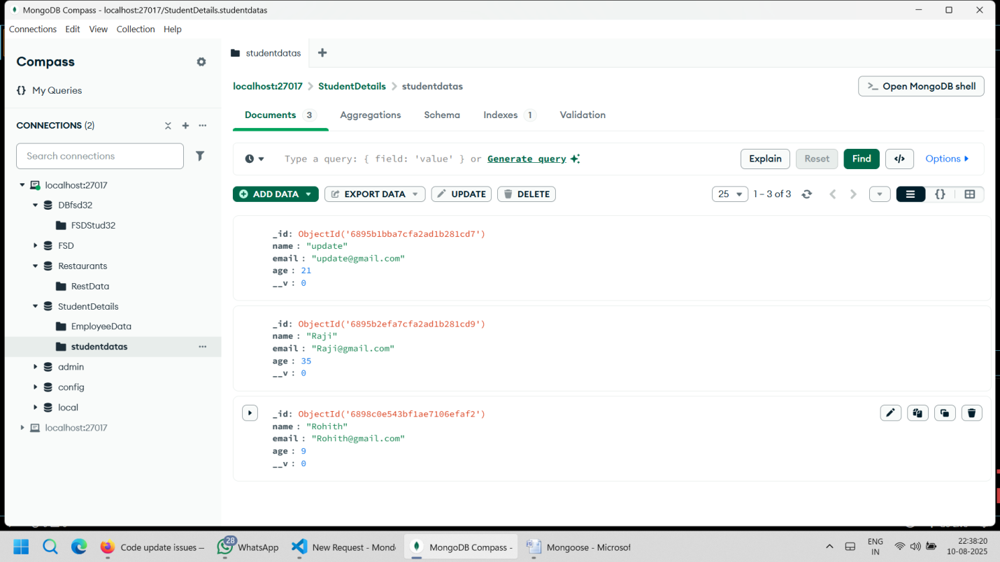 MongoDB Compass - localhost:27017/StudentDetails.studentdatas
Connections Edit View Collection Help
Compass
{} My Queries
CONNECTIONS (2)
Search connections
localhost:27017
DBfsd32
FSDStud32
FSD
Restaurants
RestData
StudentDetails
EmployeeData
studentdatas
admin
config
local
localhost:27017
studentdatas
localhost:27017 > StudentDetails > studentdatas
>_ Open MongoDB shell
Documents 3 Aggregations Schema Indexes 1 Validation
Type a query: { field: 'value' } or Generate query
Explain Reset Find </> Options
ADD DATA EXPORT DATA UPDATE DELETE
25 1 – 3 of 3 {}
_id: ObjectId('6895b1bba7cfa2ad1b281cd7')
name : "update"
email : "update@gmail.com"
age : 21
__v : 0
_id: ObjectId('6895b2efa7cfa2ad1b281cd9')
name : "Raji"
email : "Raji@gmail.com"
age : 35
__v : 0
_id: ObjectId('6898c0e543bf1ae7106efaf2')
name : "Rohith"
email : "Rohith@gmail.com"
age : 9
__v : 0
Code update issues —
28
WhatsApp
New Request - Mond
MongoDB Compass -
Mongoose - Microsof
ENG
IN
22:38:20
10-08-2025